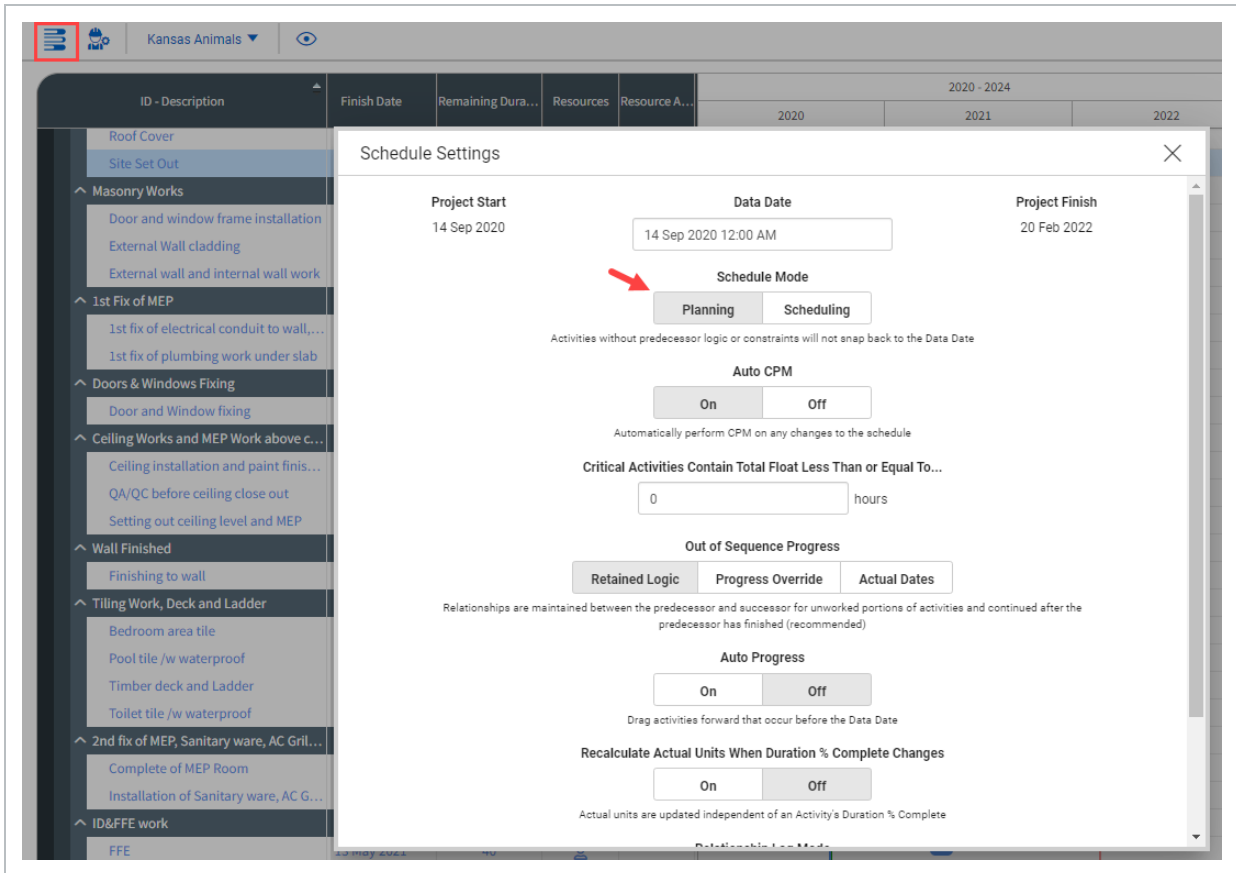 Kansas Animals
ID - Description
Finish Date
Remaining Dura...
Resources
Resource A...
2020 - 2024
2020
2021
2022
Roof Cover
Site Set Out
Masonry Works
Door and window frame installation
External Wall cladding
External wall and internal wall work
1st Fix of MEP
1st fix of electrical conduit to wall,...
1st fix of plumbing work under slab
Doors & Windows Fixing
Door and Window fixing
Ceiling Works and MEP Work above c...
Ceiling installation and paint finis...
QA/QC before ceiling close out
Setting out ceiling level and MEP
Wall Finished
Finishing to wall
Tiling Work, Deck and Ladder
Bedroom area tile
Pool tile /w waterproof
Timber deck and Ladder
Toilet tile /w waterproof
2nd fix of MEP, Sanitary ware, AC Gril...
Complete of MEP Room
Installation of Sanitary ware, AC G...
ID&FFE work
FFE
13 May 2021
40
Schedule Settings
Project Start
14 Sep 2020
Data Date
14 Sep 2020 12:00 AM
Project Finish
20 Feb 2022
Schedule Mode
Planning
Scheduling
Activities without predecessor logic or constraints will not snap back to the Data Date
Auto CPM
On
Off
Automatically perform CPM on any changes to the schedule
Critical Activities Contain Total Float Less Than or Equal To...
0
hours
Out of Sequence Progress
Retained Logic
Progress Override
Actual Dates
Relationships are maintained between the predecessor and successor for unworked portions of activities and continued after the
predecessor has finished (recommended)
Auto Progress
On
Off
Drag activities forward that occur before the Data Date
Recalculate Actual Units When Duration % Complete Changes
On
Off
Actual units are updated independent of an Activity's Duration % Complete
Relationship Lag Mode